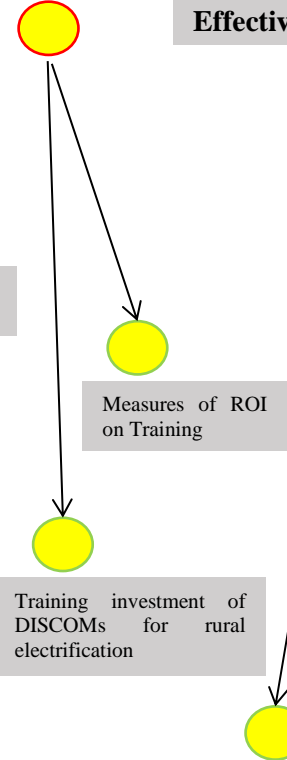 Effectiv
Measures of ROI
on Training
Training investment of
DISCOMs for rural
electrification